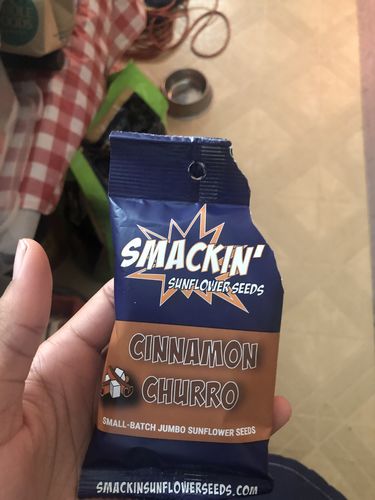 SMACKIN'
SUNFLOWER SEEDS
CINNAMON
CHURRO
SMALL-BATCH JUMBO SUNFLOWER SEEDS
SMACKINSUNFLOWERSEEDS.COM